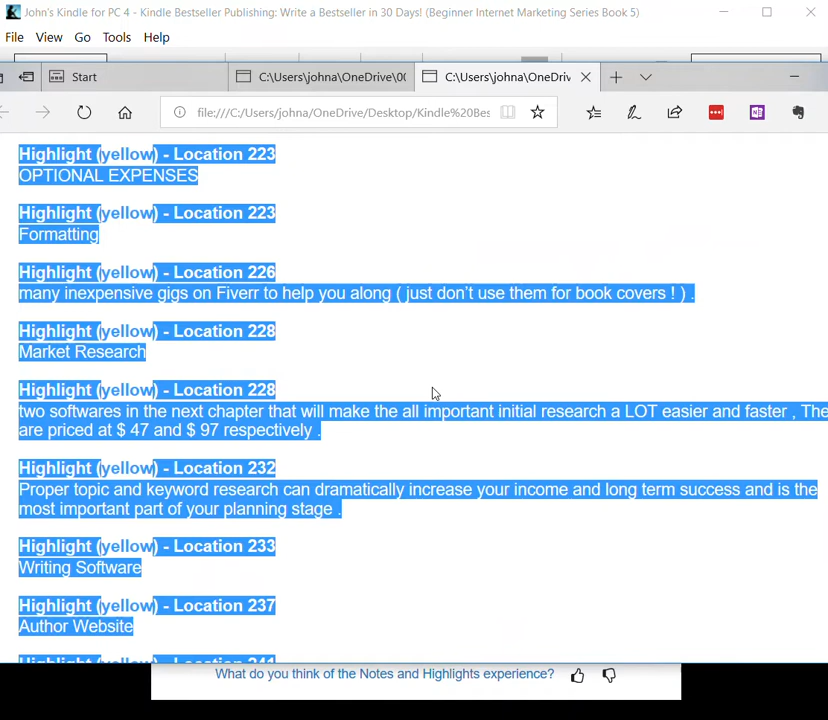 John's Kindle for PC 4 - Kindle Bestseller Publishing: Write a Bestseller in 30 Days! (Beginner Internet Marketing Series Book 5)
File View Go Tools Help
Start C:\Users\johna\OneDrive\0( C:\Users\johna\OneDriv
file:///C:/Users/johna/OneDrive/Desktop/Kindle%20Bes
Highlight (yellow) - Location 223
OPTIONAL EXPENSES
Highlight (yellow) - Location 223
Formatting
Highlight (yellow) - Location 226
many inexpensive gigs on Fiverr to help you along ( just don't use them for book covers ! ) .
Highlight (yellow) - Location 228
Market Research
Highlight (yellow) - Location 228
two softwares in the next chapter that will make the all important initial research a LOT easier and faster , The
are priced at $ 47 and $ 97 respectively .
Highlight (yellow) - Location 232
Proper topic and keyword research can dramatically increase your income and long term success and is the
most important part of your planning stage .
Highlight (yellow) - Location 233
Writing Software
Highlight (yellow) - Location 237
Author Website
Highlight (yellow) - Location 241
What do you think of the Notes and Highlights experience?